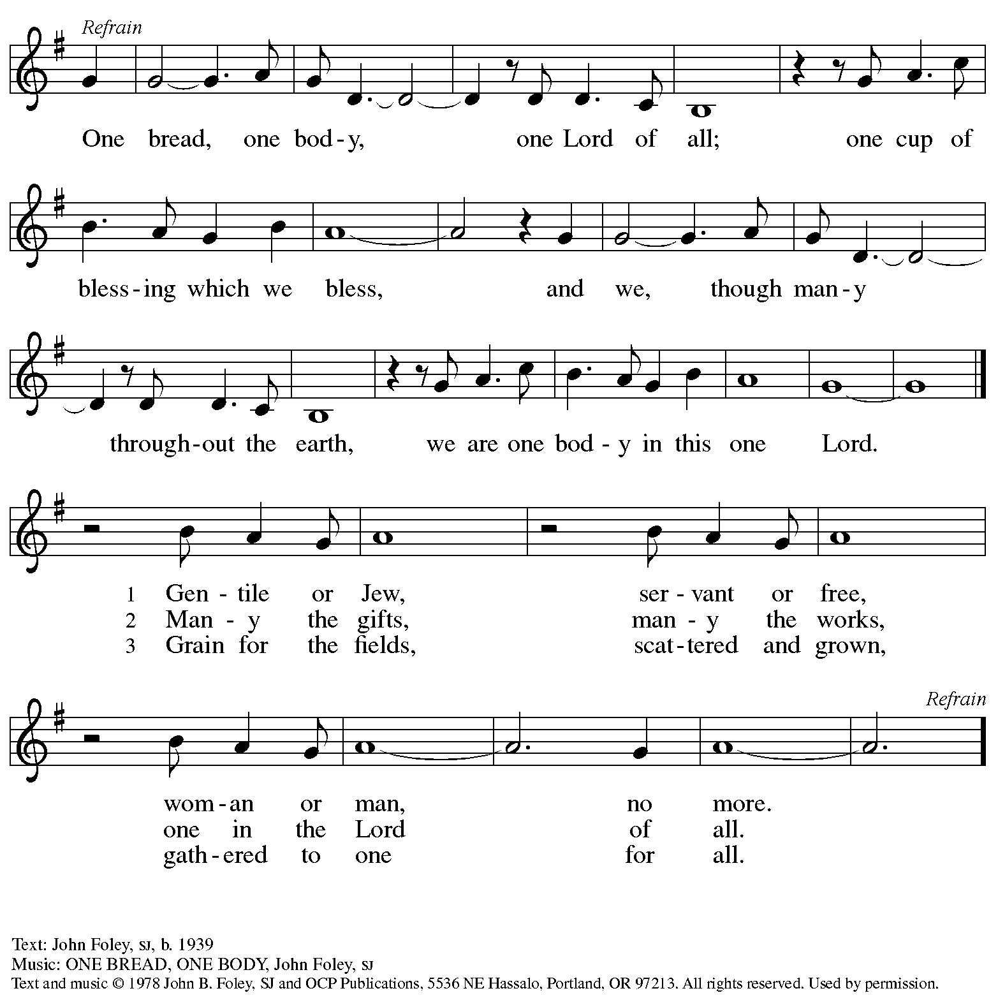 Refrain
One bread, one bod-y, one Lord of all; one cup of
bless-ing which we bless, and we, though man-y
through-out the earth, we are one bod-y in this one Lord.
1 Gen-tile or Jew, ser-vant or free,
2 Man-y the gifts, man-y the works,
3 Grain for the fields, scat-tered and grown,
Refrain
wom-an or man, no more.
one in the Lord of all.
gath-ered to one for all.
Text: John Foley, SJ, b. 1939
Music: ONE BREAD, ONE BODY, John Foley, SJ
Text and music © 1978 John B. Foley, SJ and OCP Publications, 5536 NE Hassalo, Portland, OR 97213. All rights reserved. Used by permission.